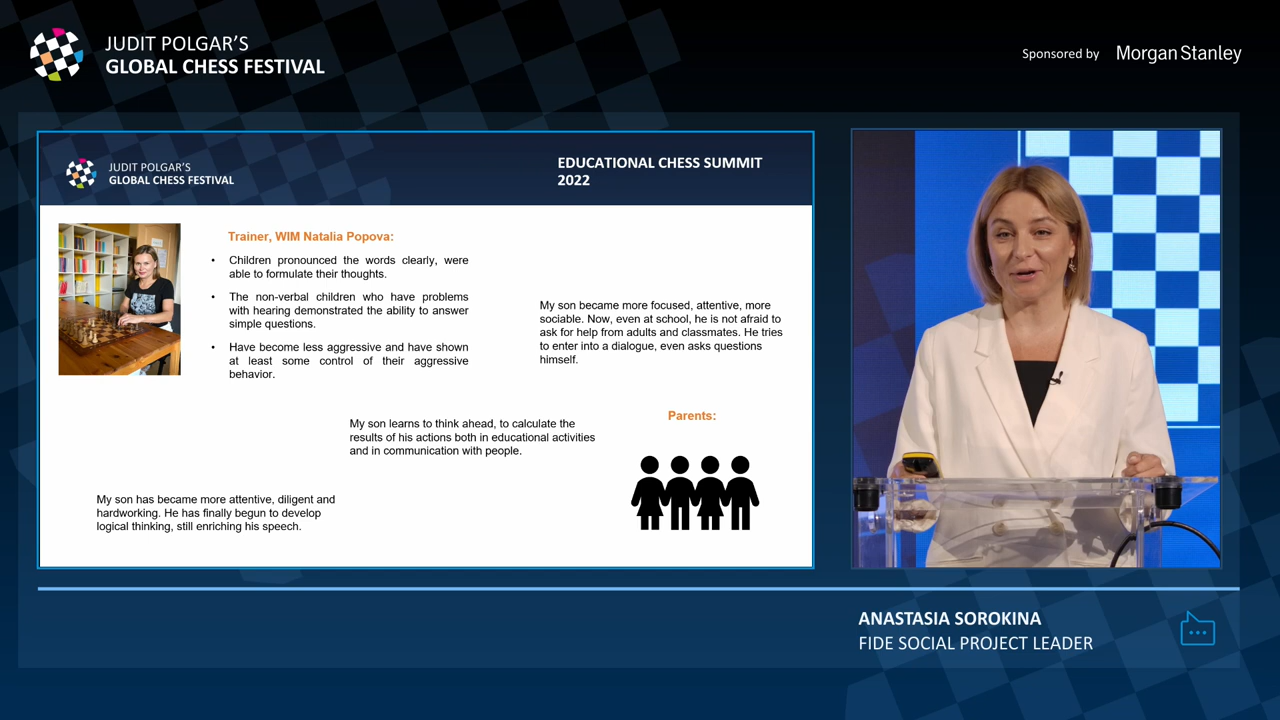 JUDIT POLGAR'S
GLOBAL CHESS FESTIVAL
Sponsored by Morgan Stanley
JUDIT POLGAR'S
GLOBAL CHESS FESTIVAL
EDUCATIONAL CHESS SUMMIT
2022
Trainer, WIM Natalia Popova:
• Children pronounced the words clearly, were
able to formulate their thoughts.
• The non-verbal children who have problems
with hearing demonstrated the ability to answer
simple questions.
• Have become less aggressive and have shown
at least some control of their aggressive
behavior.
My son became more focused, attentive, more
sociable. Now, even at school, he is not afraid to
ask for help from adults and classmates. He tries
to enter into a dialogue, even asks questions
himself.
Parents:
My son learns to think ahead, to calculate the
results of his actions both in educational activities
and in communication with people.
My son has became more attentive, diligent and
hardworking. He has finally begun to develop
logical thinking, still enriching his speech.
ANASTASIA SOROKINA
FIDE SOCIAL PROJECT LEADER